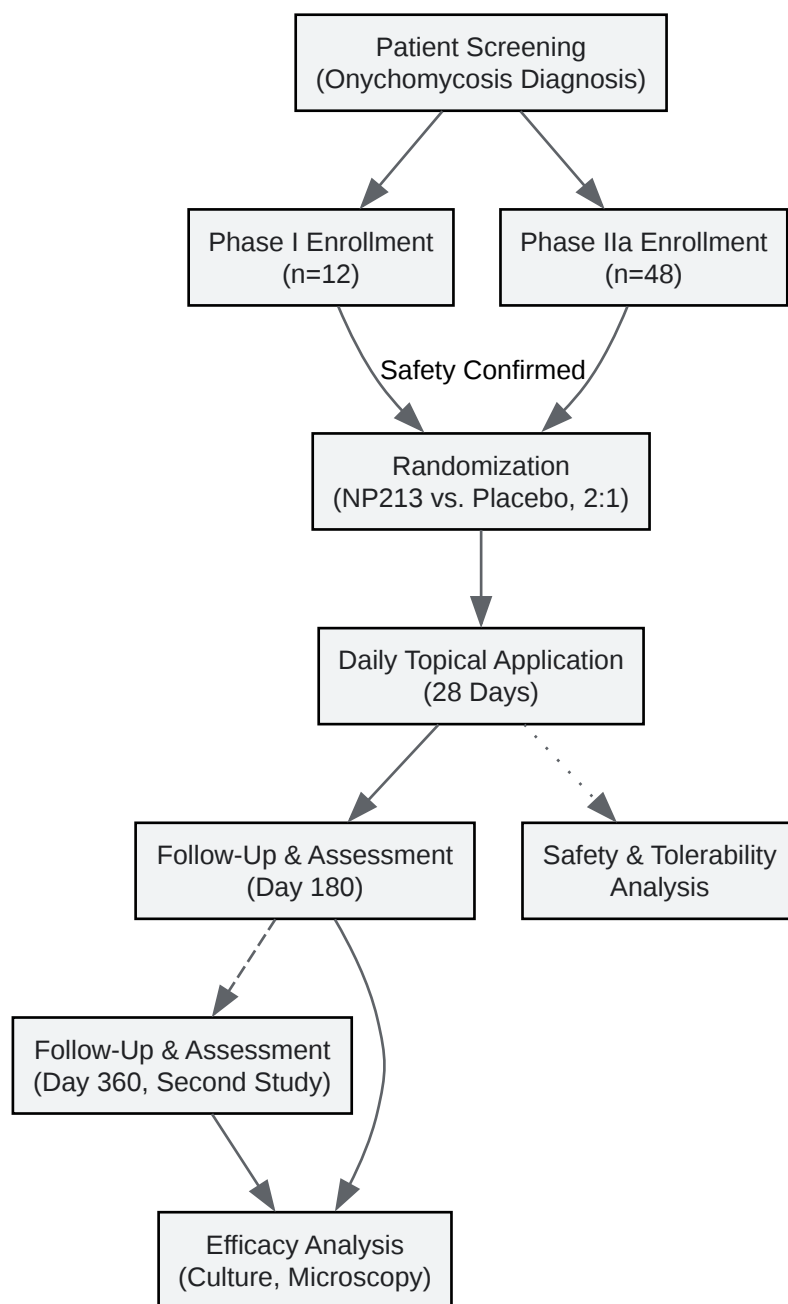 Patient Screening
(Onychomycosis Diagnosis)
Phase I Enrollment
(n=12)
Phase IIa Enrollment
(n=48)
Safety Confirmed
Randomization
(NP213 vs. Placebo, 2:1)
Daily Topical Application
(28 Days)
Follow-Up & Assessment
(Day 180)
Safety & Tolerability
Analysis
Follow-Up & Assessment
(Day 360, Second Study)
Efficacy Analysis
(Culture, Microscopy)